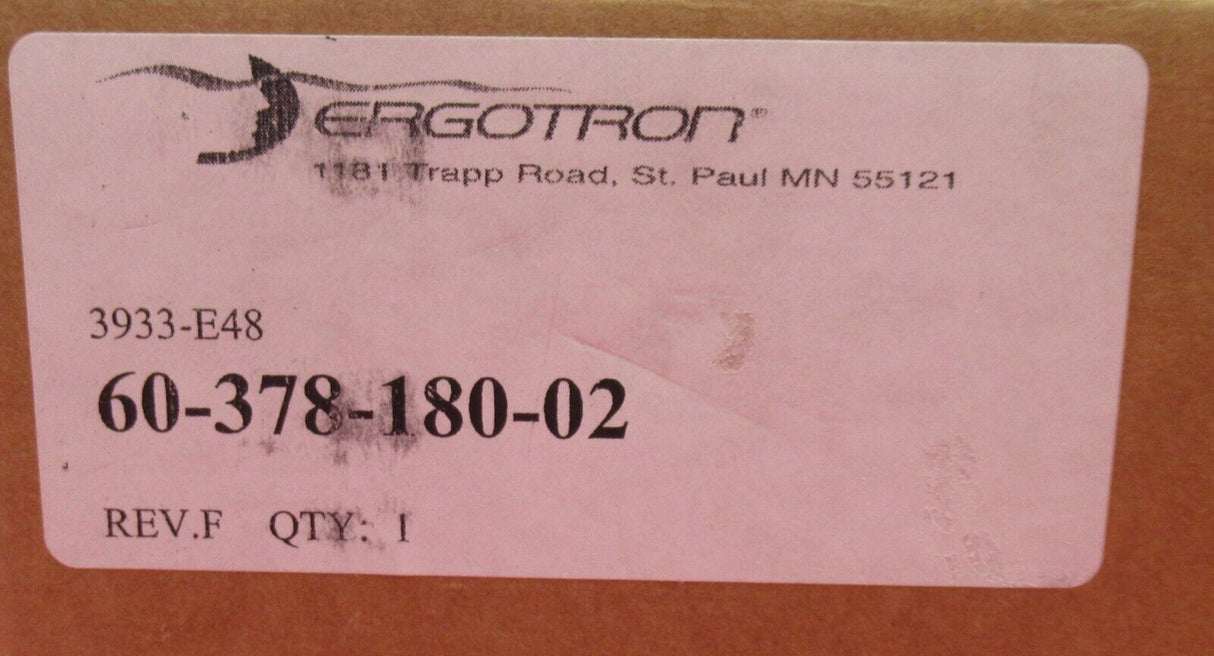 ERGOTRON®
1181 Trapp Road, St. Paul MN 55121
3933-E48
60-378-180-02
REV.F QTY: 1